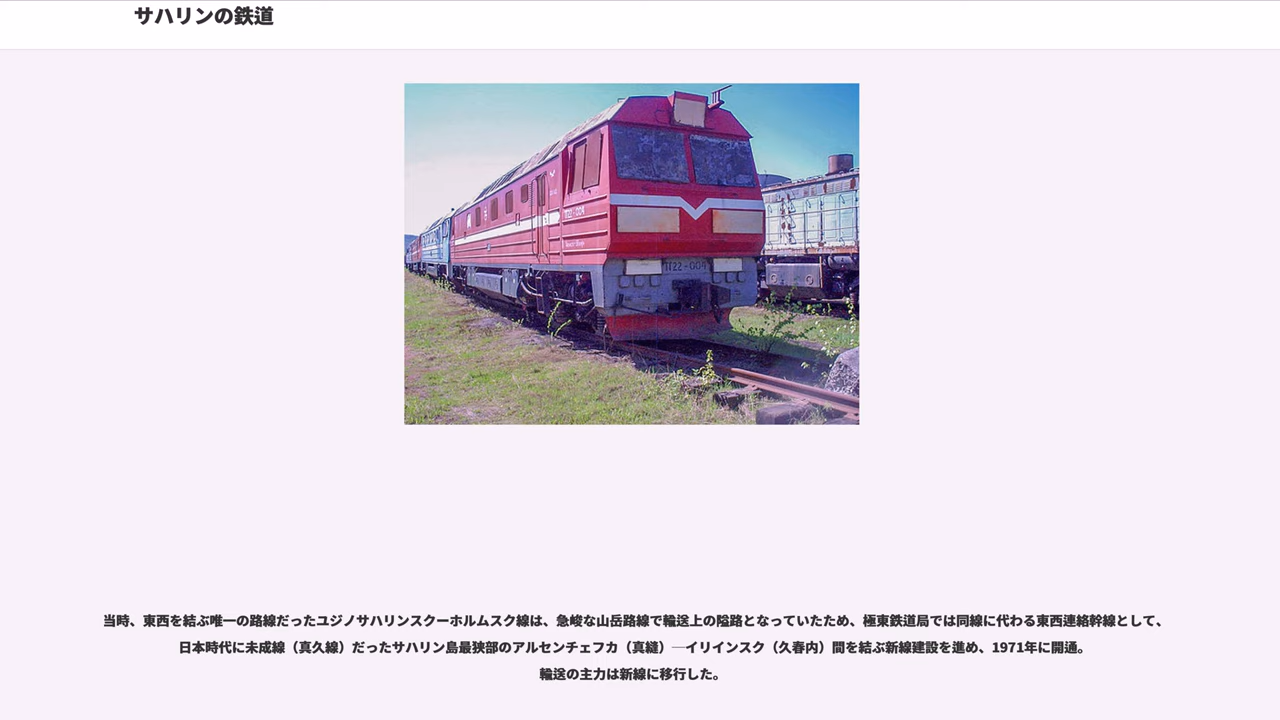 サハリンの鉄道
ТГ22-004
ТГ22-004
当時、東西を結ぶ唯一の路線だったユジノサハリンスクーホルムスク線は、急峻な山岳路線で輸送上の隘路となっていたため、極東鉄道局では同線に代わる東西連絡幹線として、
日本時代に未成線（真久線）だったサハリン島最狭部のアルセンチェフカ（真縫）─イリインスク（久春内）間を結ぶ新線建設を進め、1971年に開通。
輸送の主力は新線に移行した。